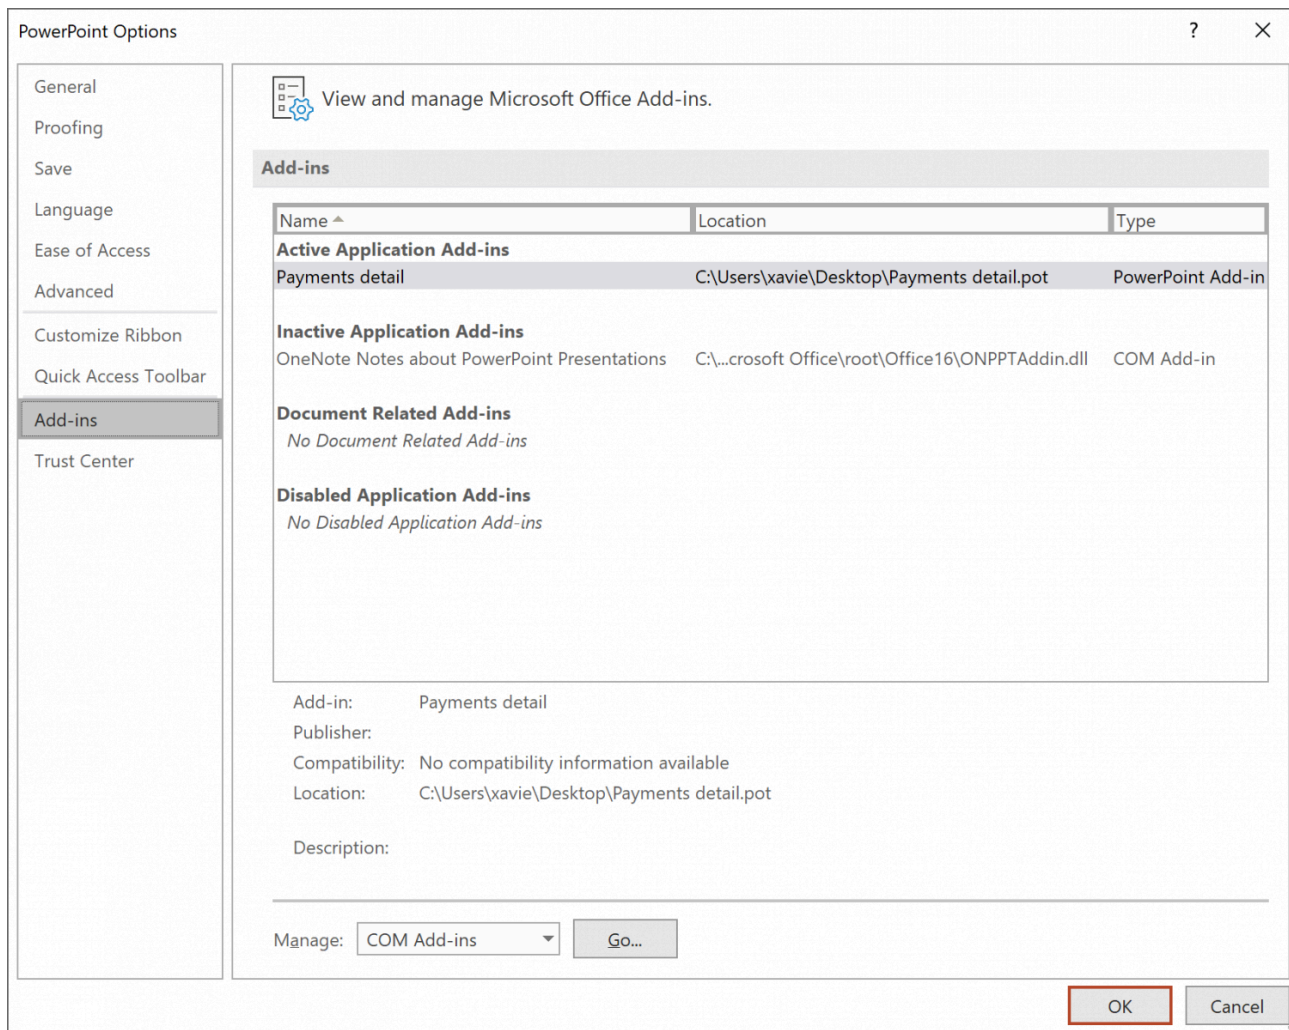 PowerPoint Options ?
General
Proofing
Save
Language
Ease of Access
Advanced
Customize Ribbon
Quick Access Toolbar
Add-ins
Trust Center
View and manage Microsoft Office Add-ins.
Add-ins
Name Location Type
Active Application Add-ins
Payments detail C:\Users\xavie\Desktop\Payments detail.pot PowerPoint Add-in
Inactive Application Add-ins
OneNote Notes about PowerPoint Presentations C:\...crosoft Office\root\Office16\ONPPTAddin.dll COM Add-in
Document Related Add-ins
No Document Related Add-ins
Disabled Application Add-ins
No Disabled Application Add-ins
Add-in: Payments detail
Publisher:
Compatibility: No compatibility information available
Location: C:\Users\xavie\Desktop\Payments detail.pot
Description:
Manage: COM Add-ins Go...
OK Cancel